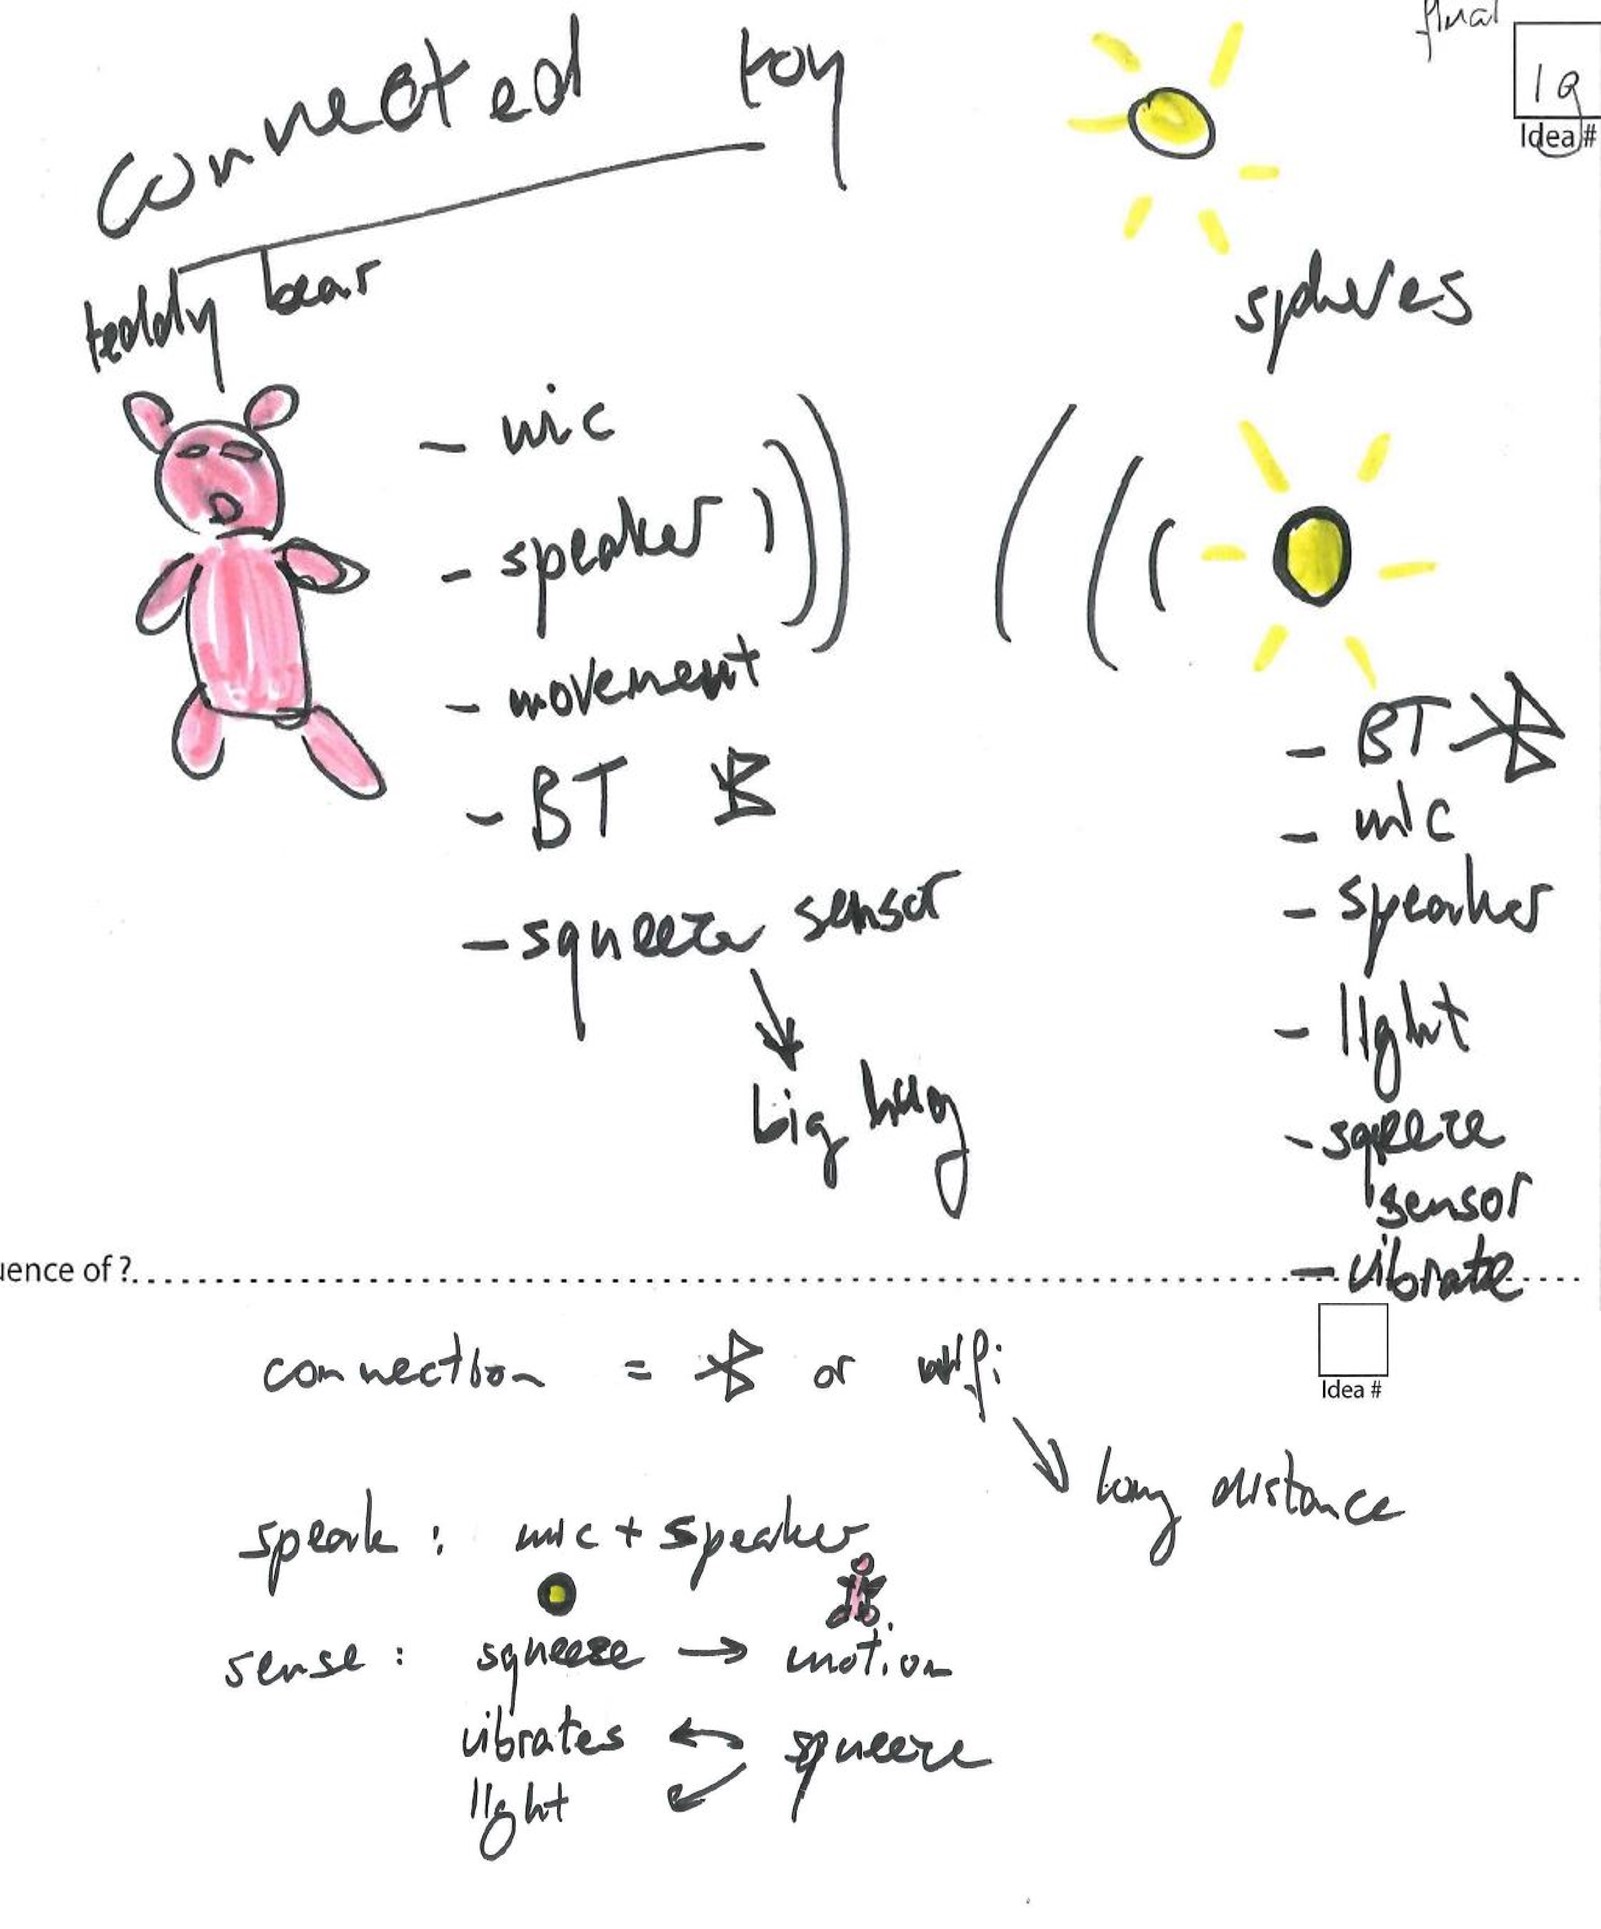 final
connected toy
19
Idea #
teddy bear
spheres
- mic
- speaker
- movement
- BT
- squeeze sensor
big hug
- BT
- mic
- speaker
- light
- sqeeze
sensor
- vibrate
uence of ?
connection = or wifi
Idea #
long distance
speak : mic + speaker
sense : squeeze → motion
vibrates ← squeeze
light